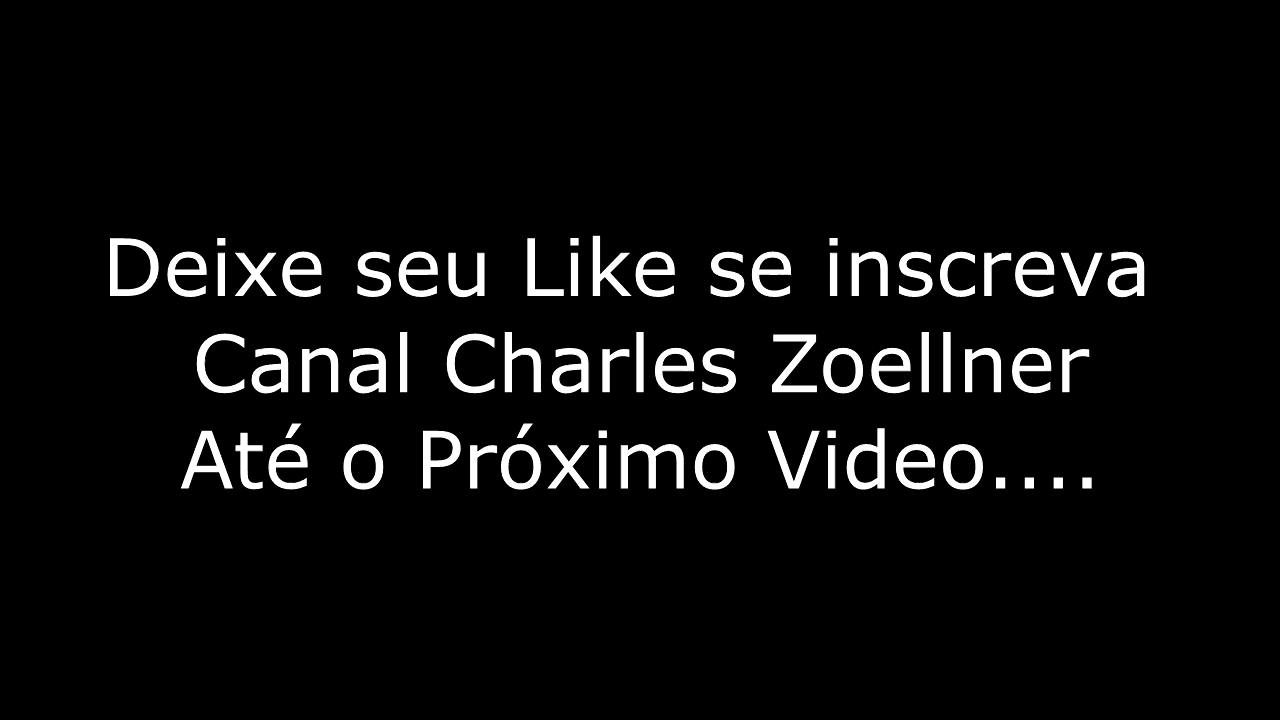 Deixe seu Like se inscreva
Canal Charles Zoellner
Até o Próximo Video....